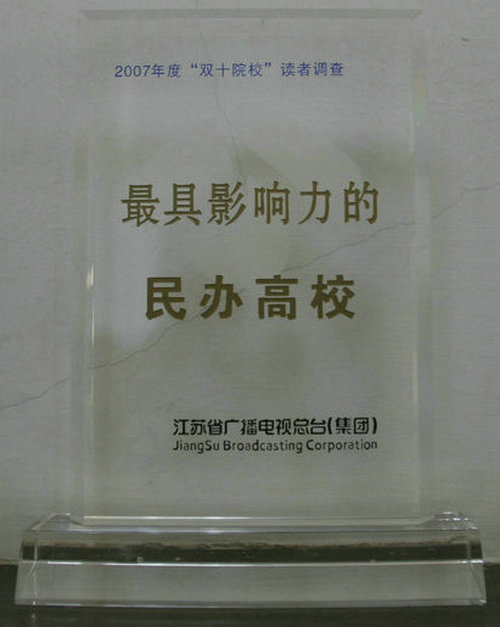 2007年度“双十院校”读者调查
最具影响力的
民办高校
江苏省广播电视总台(集团)
JiangSu Broadcasting Corporation